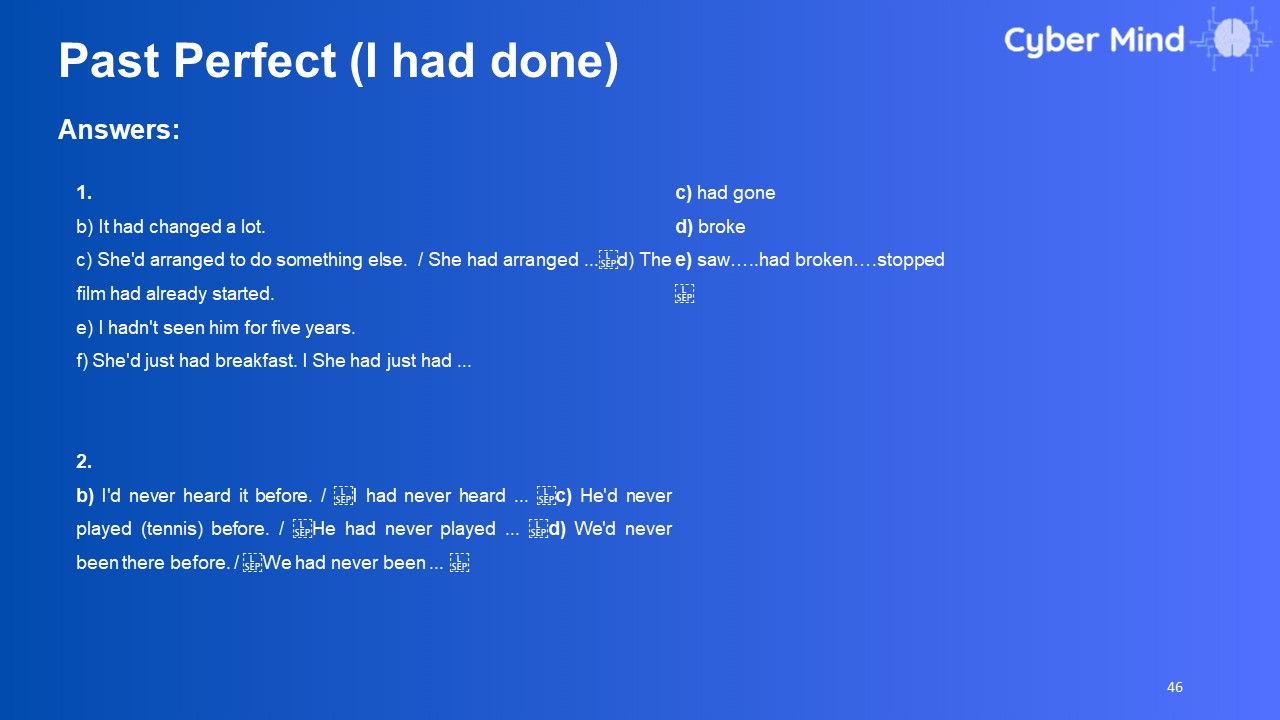 Past Perfect (I had done)
Cyber Mind
Answers:
1.
b) It had changed a lot.
c) She'd arranged to do something else.  / She had arranged ...d) The
film had already started.
e) I hadn't seen him for five years.
f) She'd just had breakfast. l She had just had ...
2.
b) I'd never heard it before. / I had never heard ... c) He'd never
played (tennis) before. / He had never played ... d) We'd never
been there before. / We had never been ...
c) had gone
d) broke
e) saw…..had broken….stopped
46